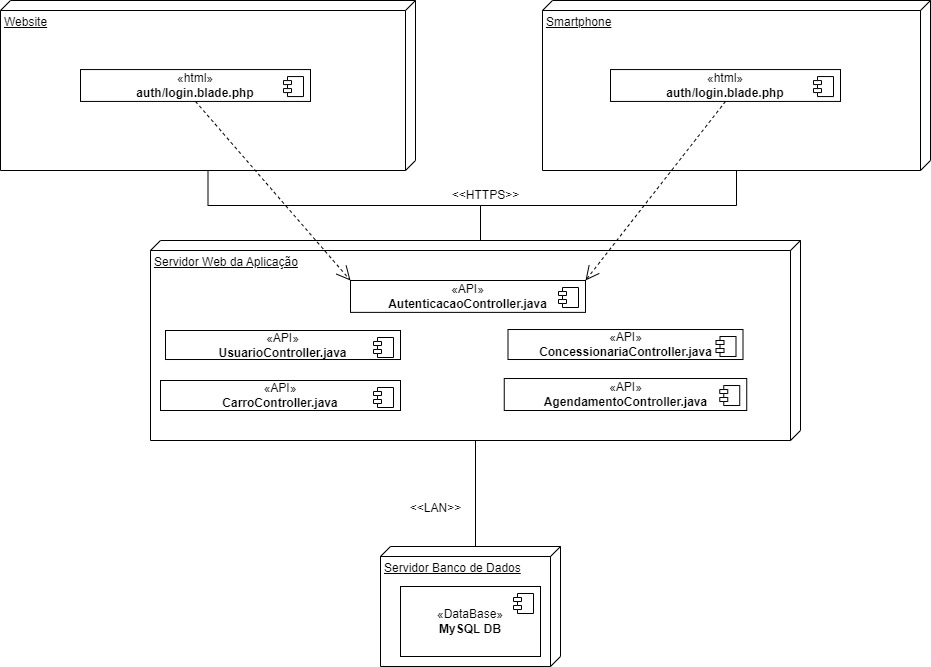 Website
Smartphone
«html»
auth/login.blade.php
«html»
auth/login.blade.php
<<HTTPS>>
Servidor Web da Aplicação
«API»
AutenticacaoController.java
«API»
UsuarioController.java
«API»
ConcessionariaController.java
«API»
CarroController.java
«API»
AgendamentoController.java
<<LAN>>
Servidor Banco de Dados
«DataBase»
MySQL DB